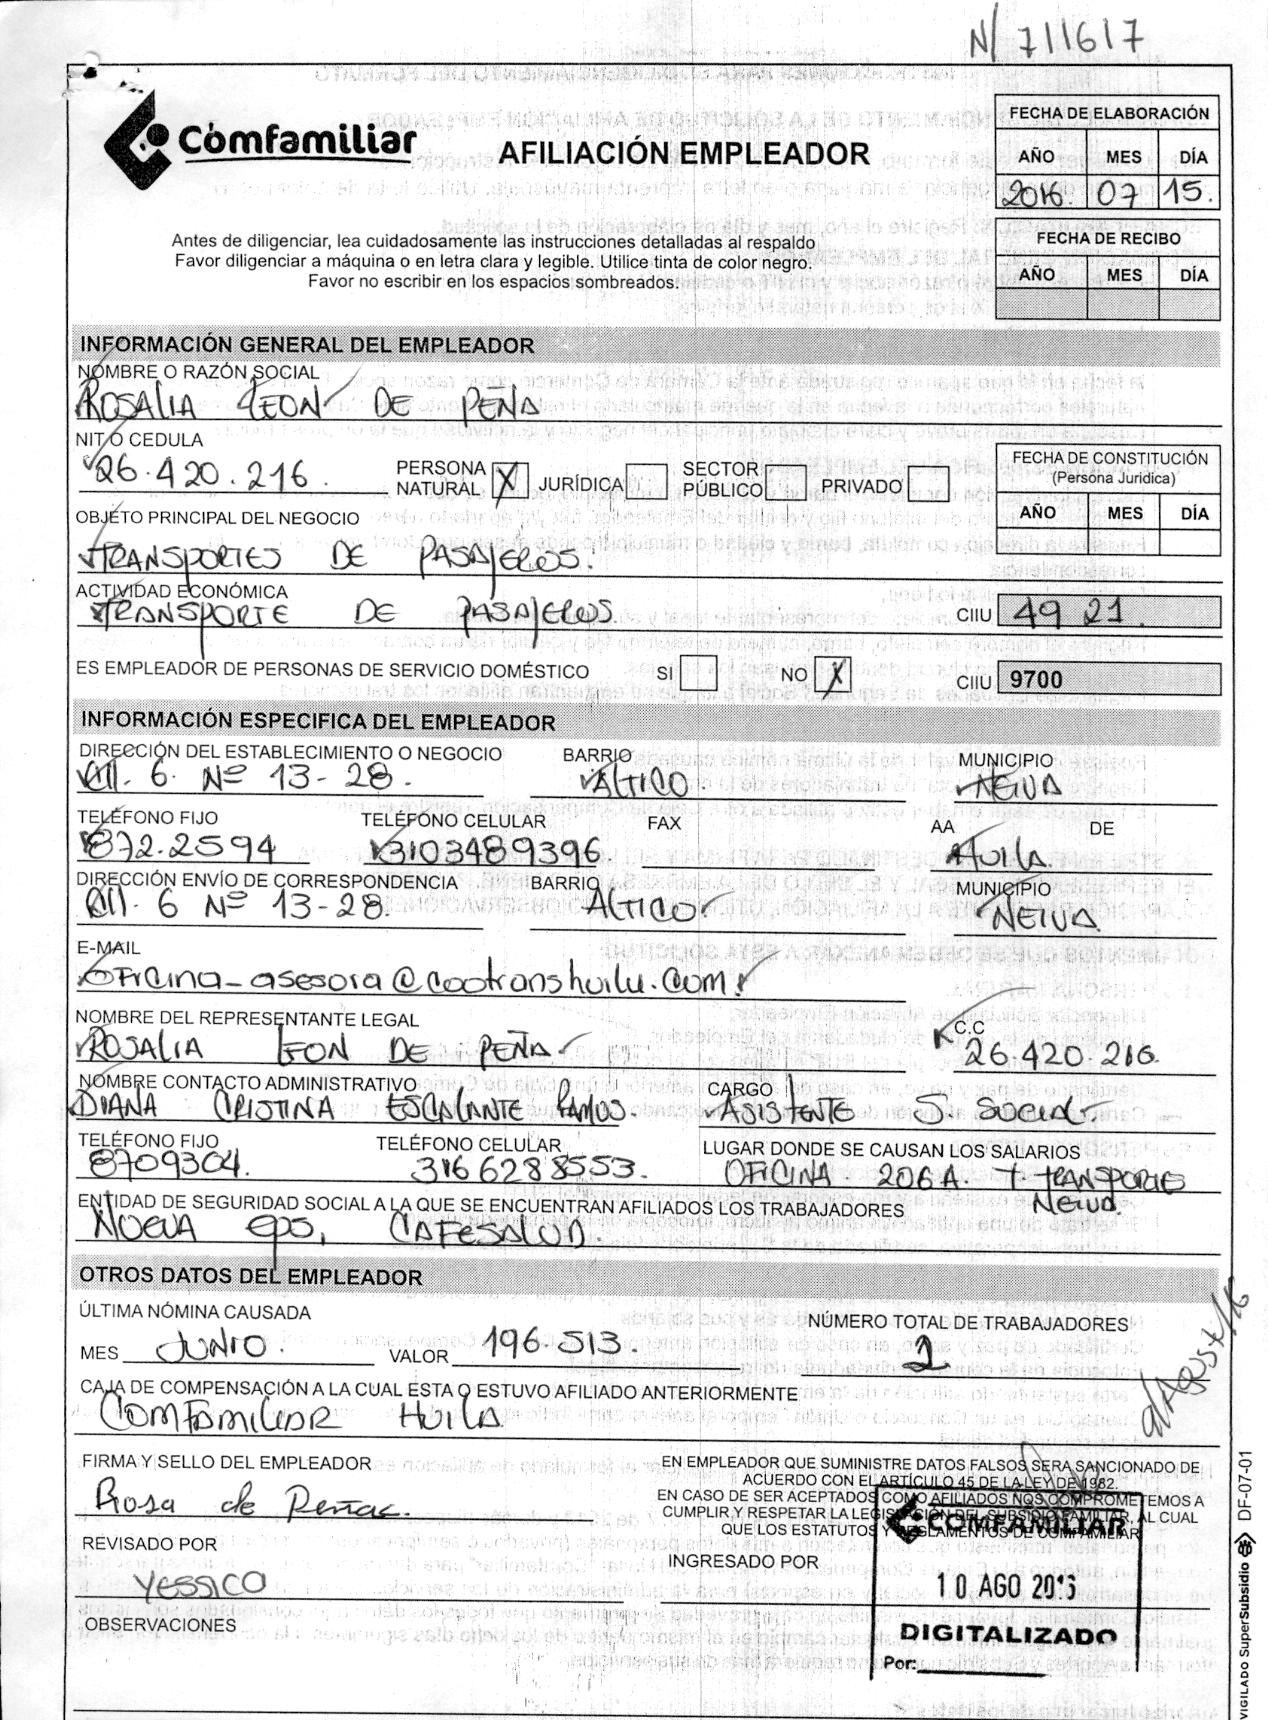 N/ 711617
Comfamiliar
AFILIACIÓN EMPLEADOR
FECHA DE ELABORACIÓN
AÑO MES DÍA
2016. 07 15.
Antes de diligenciar, lea cuidadosamente las instrucciones detalladas al respaldo
Favor diligenciar a máquina o en letra clara y legible. Utilice tinta de color negro.
Favor no escribir en los espacios sombreados.
FECHA DE RECIBO
AÑO MES DÍA
INFORMACIÓN GENERAL DEL EMPLEADOR
NOMBRE O RAZÓN SOCIAL
ROSALIA LEON DE PEÑA
NIT O CEDULA
26.420.216.
PERSONA NATURAL X JURÍDICA SECTOR PÚBLICO PRIVADO
FECHA DE CONSTITUCIÓN
(Persona Juridica)
AÑO MES DÍA
OBJETO PRINCIPAL DEL NEGOCIO
TRANSPORTES DE PASAJEROS.
ACTIVIDAD ECONÓMICA
TRANSPORTE DE PASAJEROS
CIIU 49 21.
ES EMPLEADOR DE PERSONAS DE SERVICIO DOMÉSTICO SI NO X CIIU 9700
INFORMACIÓN ESPECIFICA DEL EMPLEADOR
DIRECCIÓN DEL ESTABLECIMIENTO O NEGOCIO BARRIO MUNICIPIO
Cll. 6 Nº 13-28. ALTICO. NEIVA
TELÉFONO FIJO TELÉFONO CELULAR FAX AA DE
872.2594 3103489396 Huila.
DIRECCIÓN ENVÍO DE CORRESPONDENCIA BARRIO MUNICIPIO
Cll. 6 Nº 13-28. ALTICO. NEIVA
E-MAIL
oficina_asesora@cootranshuila.com.
NOMBRE DEL REPRESENTANTE LEGAL C.C
ROSALIA LEON DE PEÑA 26.420.216.
NOMBRE CONTACTO ADMINISTRATIVO CARGO
DIANA CRISTINA ESCALANTE RAMOS ASISTENTE S. SOCIAL.
TELÉFONO FIJO TELÉFONO CELULAR LUGAR DONDE SE CAUSAN LOS SALARIOS
8709304. 3166288553. OFICINA. 206A. T. TRANSPORTES
Neiva.
ENTIDAD DE SEGURIDAD SOCIAL A LA QUE SE ENCUENTRAN AFILIADOS LOS TRABAJADORES
NUEVA eps, CAFESALUD.
OTROS DATOS DEL EMPLEADOR
ÚLTIMA NÓMINA CAUSADA NÚMERO TOTAL DE TRABAJADORES
MES JUNIO. VALOR 196.513 2
CAJA DE COMPENSACIÓN A LA CUAL ESTA O ESTUVO AFILIADO ANTERIORMENTE
COMFAMILIAR HUILA
FIRMA Y SELLO DEL EMPLEADOR
Rosa de Peña
EN EMPLEADOR QUE SUMINISTRE DATOS FALSOS SERA SANCIONADO DE
ACUERDO CON EL ARTÍCULO 45 DE LA LEY DE 1982.
EN CASO DE SER ACEPTADOS COMO AFILIADOS NOS COMPROMETEMOS A
CUMPLIR Y RESPETAR LA LEGISLACIÓN DEL SUBSIDIO FAMILIAR, AL CUAL
QUE LOS ESTATUTOS Y REGLAMENTOS DE COMFAMILIAR
COMFAMILIAR
REVISADO POR
YESSICA
INGRESADO POR
10 AGO 2016
DIGITALIZADO
Por:
OBSERVACIONES
VIGILADO SuperSubsidio DF-07-01